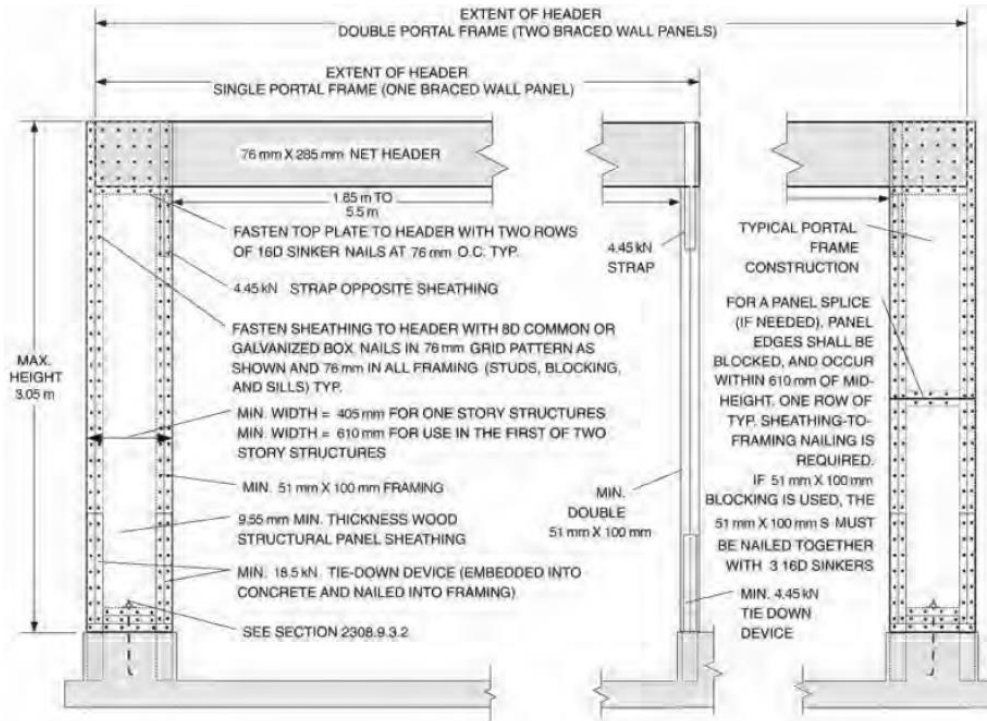 EXTENT OF HEADER
DOUBLE PORTAL FRAME (TWO BRACED WALL PANELS)
EXTENT OF HEADER
SINGLE PORTAL FRAME (ONE BRACED WALL PANEL)
76 mm X 285 mm NET HEADER
1.85 m TO
5.5 m
FASTEN TOP PLATE TO HEADER WITH TWO ROWS
OF 16D SINKER NAILS AT 76 mm O.C. TYP.
4.45 kN STRAP OPPOSITE SHEATHING
FASTEN SHEATHING TO HEADER WITH 8D COMMON OR
GALVANIZED BOX NAILS IN 76 mm GRID PATTERN AS
SHOWN AND 76 mm IN ALL FRAMING (STUDS, BLOCKING,
AND SILLS) TYP.
MAX.
HEIGHT
3.05 m
MIN. WIDTH = 405 mm FOR ONE STORY STRUCTURES
MIN. WIDTH = 610 mm FOR USE IN THE FIRST OF TWO
STORY STRUCTURES
MIN. 51 mm X 100 mm FRAMING
9.55 mm MIN. THICKNESS WOOD
STRUCTURAL PANEL SHEATHING
MIN. 18.5 kN TIE-DOWN DEVICE (EMBEDDED INTO
CONCRETE AND NAILED INTO FRAMING)
SEE SECTION 2308.9.3.2
4.45 kN
STRAP
MIN.
DOUBLE
51 mm X 100 mm
TYPICAL PORTAL
FRAME
CONSTRUCTION
FOR A PANEL SPLICE
(IF NEEDED), PANEL
EDGES SHALL BE
BLOCKED, AND OCCUR
WITHIN 610 mm OF MID-
HEIGHT. ONE ROW OF
TYP. SHEATHING-TO-
FRAMING NAILING IS
REQUIRED.
IF 51 mm X 100 mm
BLOCKING IS USED, THE
51 mm X 100 mm S MUST
BE NAILED TOGETHER
WITH 3 16D SINKERS
MIN. 4.45 kN
TIE DOWN
DEVICE